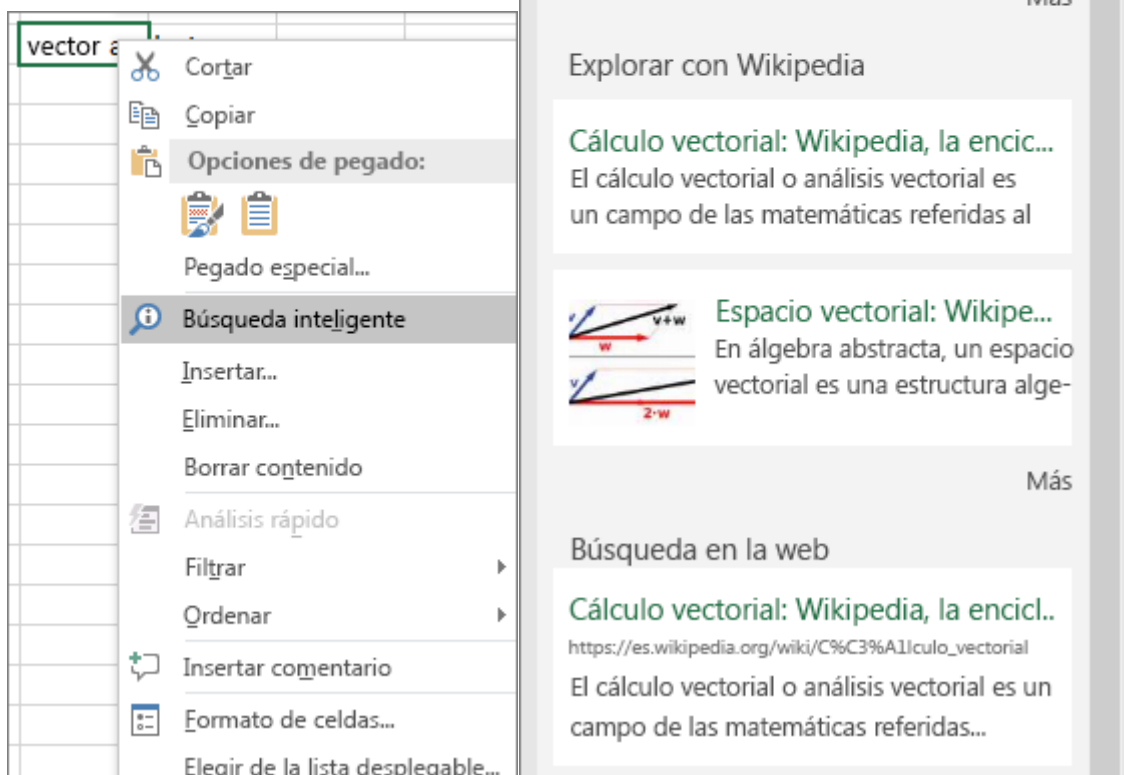 vector a
Cortar
Copiar
Opciones de pegado:
Pegado especial...
Búsqueda inteligente
Insertar...
Eliminar...
Borrar contenido
Análisis rápido
Filtrar
Ordenar
Insertar comentario
Formato de celdas...
Elegir de la lista desplegable...
Más
Explorar con Wikipedia
Cálculo vectorial: Wikipedia, la encic...
El cálculo vectorial o análisis vectorial es
un campo de las matemáticas referidas al
v
v+w
w
v
2·w
Espacio vectorial: Wikipe...
En álgebra abstracta, un espacio
vectorial es una estructura alge-
Más
Búsqueda en la web
Cálculo vectorial: Wikipedia, la encicl..
https://es.wikipedia.org/wiki/C%C3%A1lculo_vectorial
El cálculo vectorial o análisis vectorial es un
campo de las matemáticas referidas...